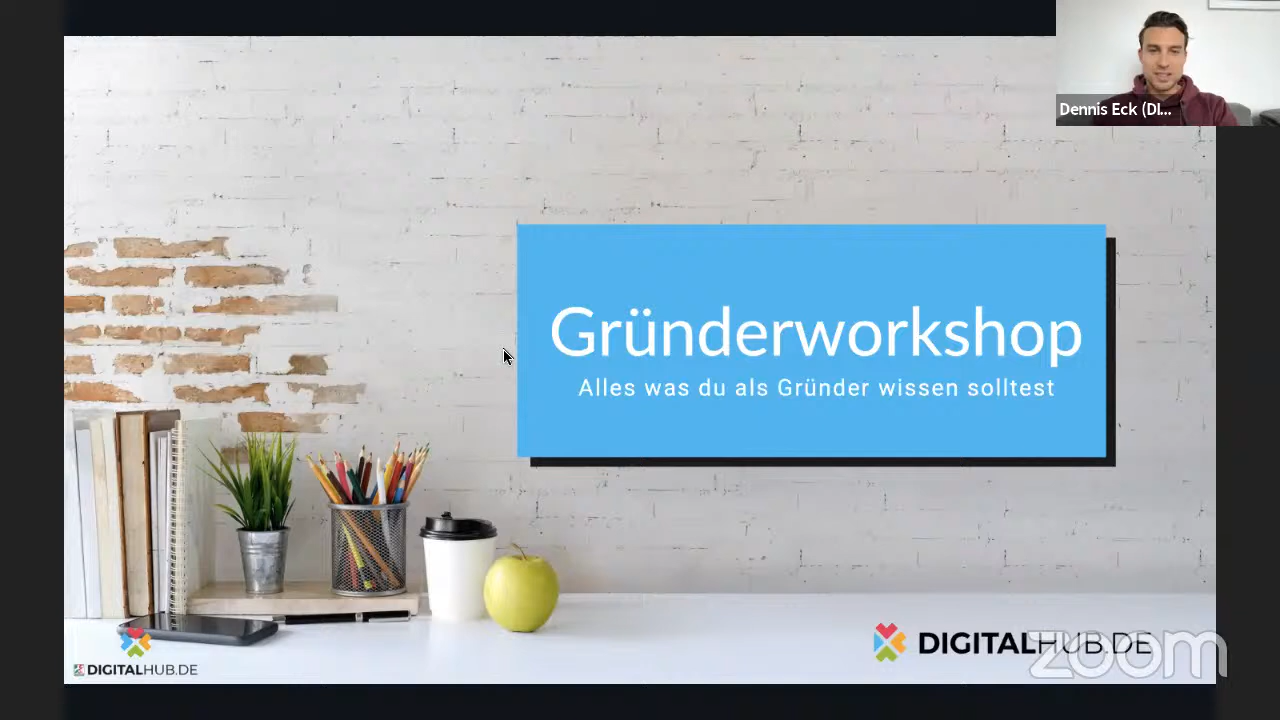 Dennis Eck (DI...
Gründerworkshop
Alles was du als Gründer wissen solltest
DIGITALHUB.DE
DIGITALHUB.DE
zoom